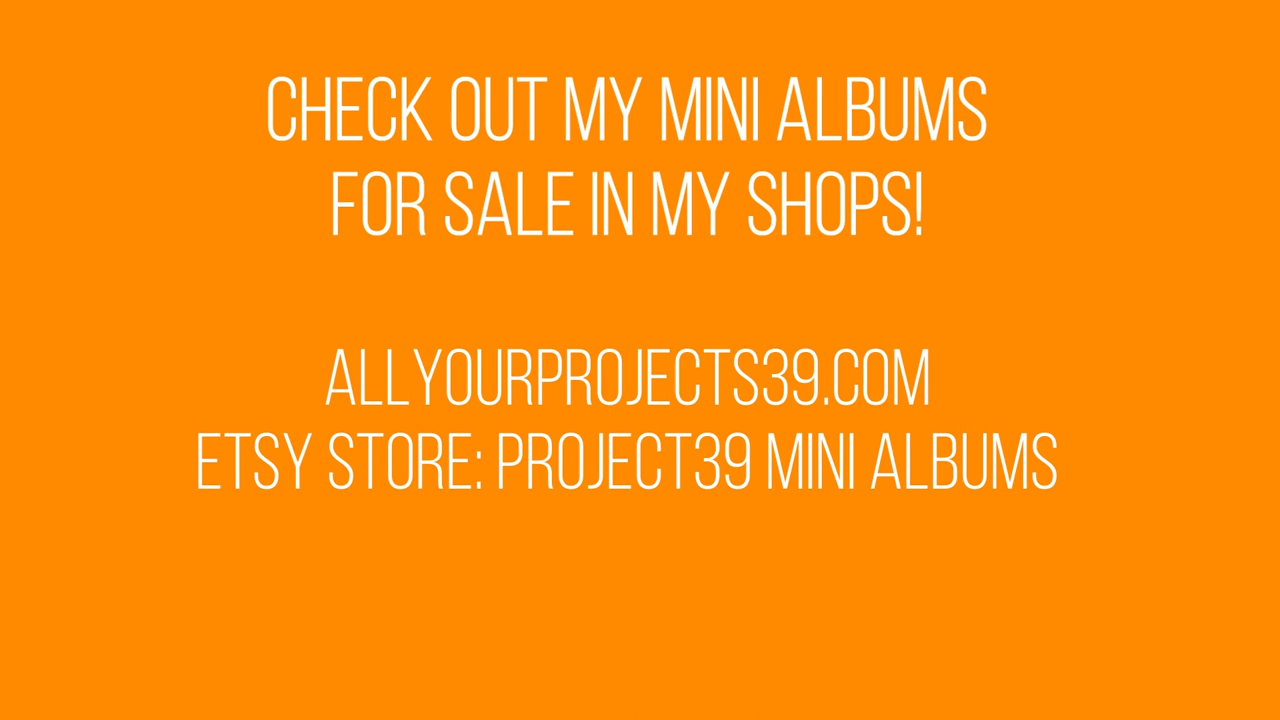 CHECK OUT MY MINI ALBUMS
FOR SALE IN MY SHOPS!
ALLYOURPROJECTS39.COM
ETSY STORE: PROJECT39 MINI ALBUMS